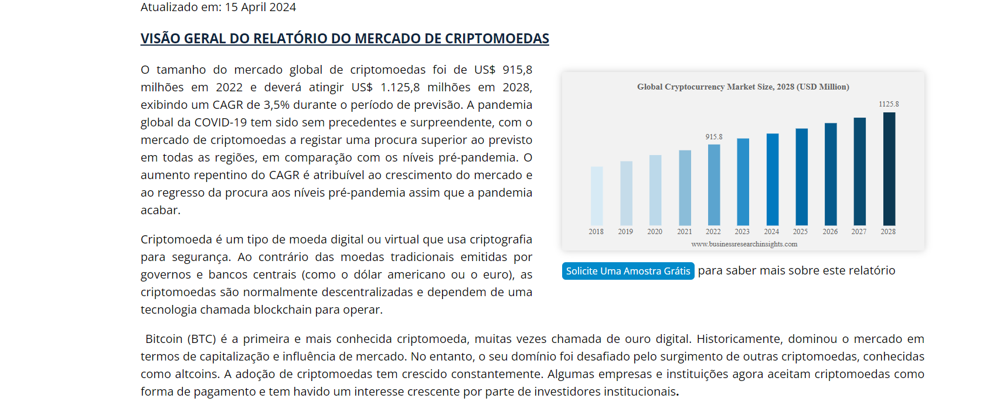 Atualizado em: 15 April 2024
VISÃO GERAL DO RELATÓRIO DO MERCADO DE CRIPTOMOEDAS
O tamanho do mercado global de criptomoedas foi de US$ 915,8
milhões em 2022 e deverá atingir US$ 1.125,8 milhões em 2028,
exibindo um CAGR de 3,5% durante o período de previsão. A pandemia
global da COVID-19 tem sido sem precedentes e surpreendente, com o
mercado de criptomoedas a registar uma procura superior ao previsto
em todas as regiões, em comparação com os níveis pré-pandemia. O
aumento repentino do CAGR é atribuível ao crescimento do mercado e
ao regresso da procura aos níveis pré-pandemia assim que a pandemia
acabar.
Criptomoeda é um tipo de moeda digital ou virtual que usa criptografia
para segurança. Ao contrário das moedas tradicionais emitidas por
governos e bancos centrais (como o dólar americano ou o euro), as
criptomoedas são normalmente descentralizadas e dependem de uma
tecnologia chamada blockchain para operar.
Global Cryptocurrency Market Size, 2028 (USD Million)
1125.8
915.8
2018 2019 2020 2021 2022 2023 2024 2025 2026 2027 2028
www.businessresearchinsights.com
Solicite Uma Amostra Grátis para saber mais sobre este relatório
Bitcoin (BTC) é a primeira e mais conhecida criptomoeda, muitas vezes chamada de ouro digital. Historicamente, dominou o mercado em
termos de capitalização e influência de mercado. No entanto, o seu domínio foi desafiado pelo surgimento de outras criptomoedas, conhecidas
como altcoins. A adoção de criptomoedas tem crescido constantemente. Algumas empresas e instituições agora aceitam criptomoedas como
forma de pagamento e tem havido um interesse crescente por parte de investidores institucionais.